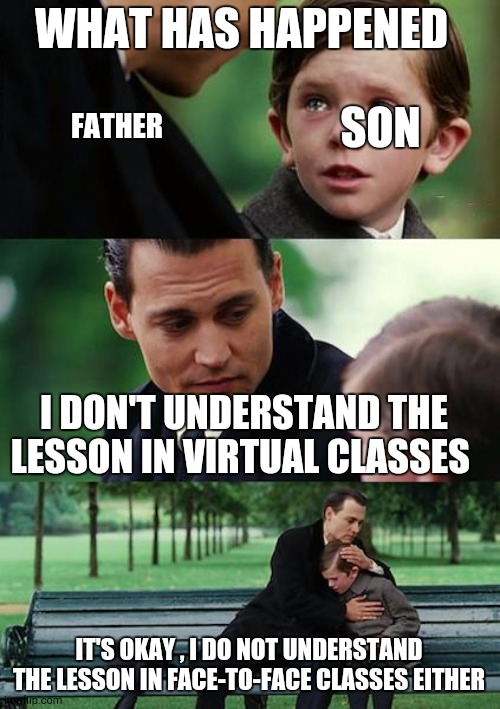 WHAT HAS HAPPENED
FATHER
SON
I DON'T UNDERSTAND THE
LESSON IN VIRTUAL CLASSES
IT'S OKAY , I DO NOT UNDERSTAND
THE LESSON IN FACE-TO-FACE CLASSES EITHER